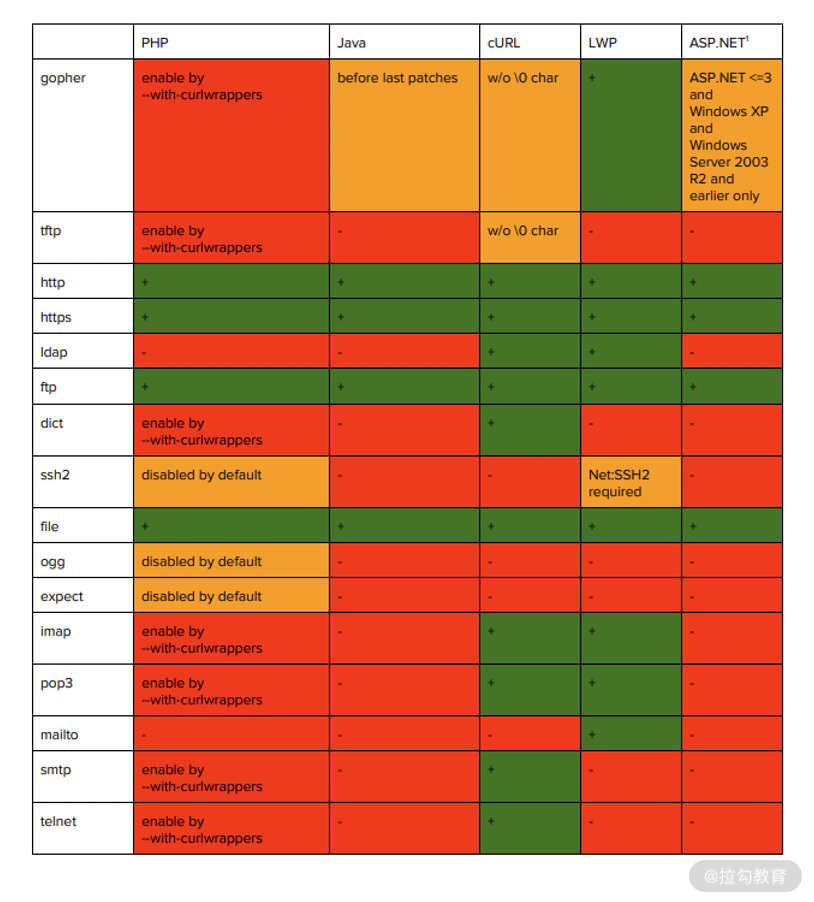 PHP Java cURL LWP ASP.NET¹
gopher enable by before last patches w/o \0 char + ASP.NET <=3
--with-curlwrappers and
Windows XP
and
Windows
Server 2003
R2 and
earlier only
tftp enable by - w/o \0 char - -
--with-curlwrappers
http + + + + +
https + + + + +
ldap - - + + -
ftp + + + + +
dict enable by - + - -
--with-curlwrappers
ssh2 disabled by default - - Net:SSH2 -
required
file + + + + +
ogg disabled by default - - - -
expect disabled by default - - - -
imap enable by - + + -
--with-curlwrappers
pop3 enable by - + + -
--with-curlwrappers
mailto - - - + -
smtp enable by - + - -
--with-curlwrappers
telnet enable by - + - -
--with-curlwrappers
@拉勾教育